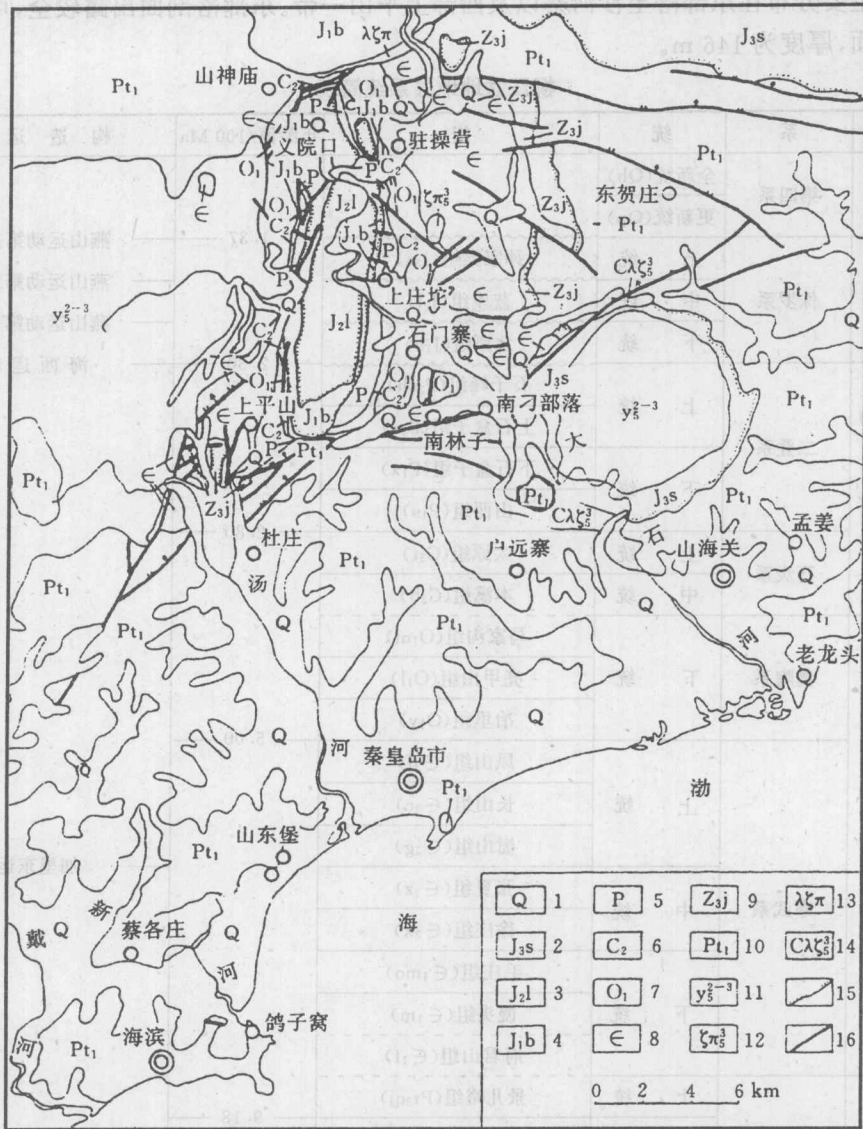 面,厚度为 146 m。
J₁b
λζπ
Z₃j
J₃s
Pt₁
Pt₁
山神庙
C₂
∈
O₁
∈
Z₃j
P
J₁b
Q
Q
∈
J₁b
义院口
驻操营
Z₃j
Pt₁
O₁
J₁b
P
P
C₂
∈
∈
J₂l
O₁
ζπ₅³
Z₃j
东贺庄
Pt₁
O₁
C₂
J₁b
C₂
P
O₁
Q
Cλζ₅³
Pt₁
P
上庄坨
∈
Z₃j
Q
y₅²⁻³
Q
J₂l
Q
石门寨
∈
C₂
Q
∈
Q
∈
O₁
P
O₁
J₃s
上平山
J₁b
∈
南刁部落
y₅²⁻³
C₂
Q
南林子
大
Q
P
Pt₁
Pt₁
∈
Pt₁
Pt₁
J₃s
Pt₁
Z₃j
Pt₁
Cλζ₅³
石
孟姜
杜庄
户远寨
山海关
汤
Pt₁
Q
Pt₁
Q
Q
Pt₁
Pt₁
Pt₁
河
老龙头
Q
Q
Q
河
秦皇岛市
渤
Pt₁
山东堡
新
戴
Q
蔡各庄
Q
海
河
鸽子窝
海滨
河
Pt₁
Pt₁
Q 1
P 5
Z₃j 9
λζπ 13
J₃s 2
C₂ 6
Pt₁ 10
Cλζ₅³ 14
J₂l 3
O₁ 7
y₅²⁻³ 11
15
J₁b 4
∈ 8
ζπ₅³ 12
16
0 2 4 6 km